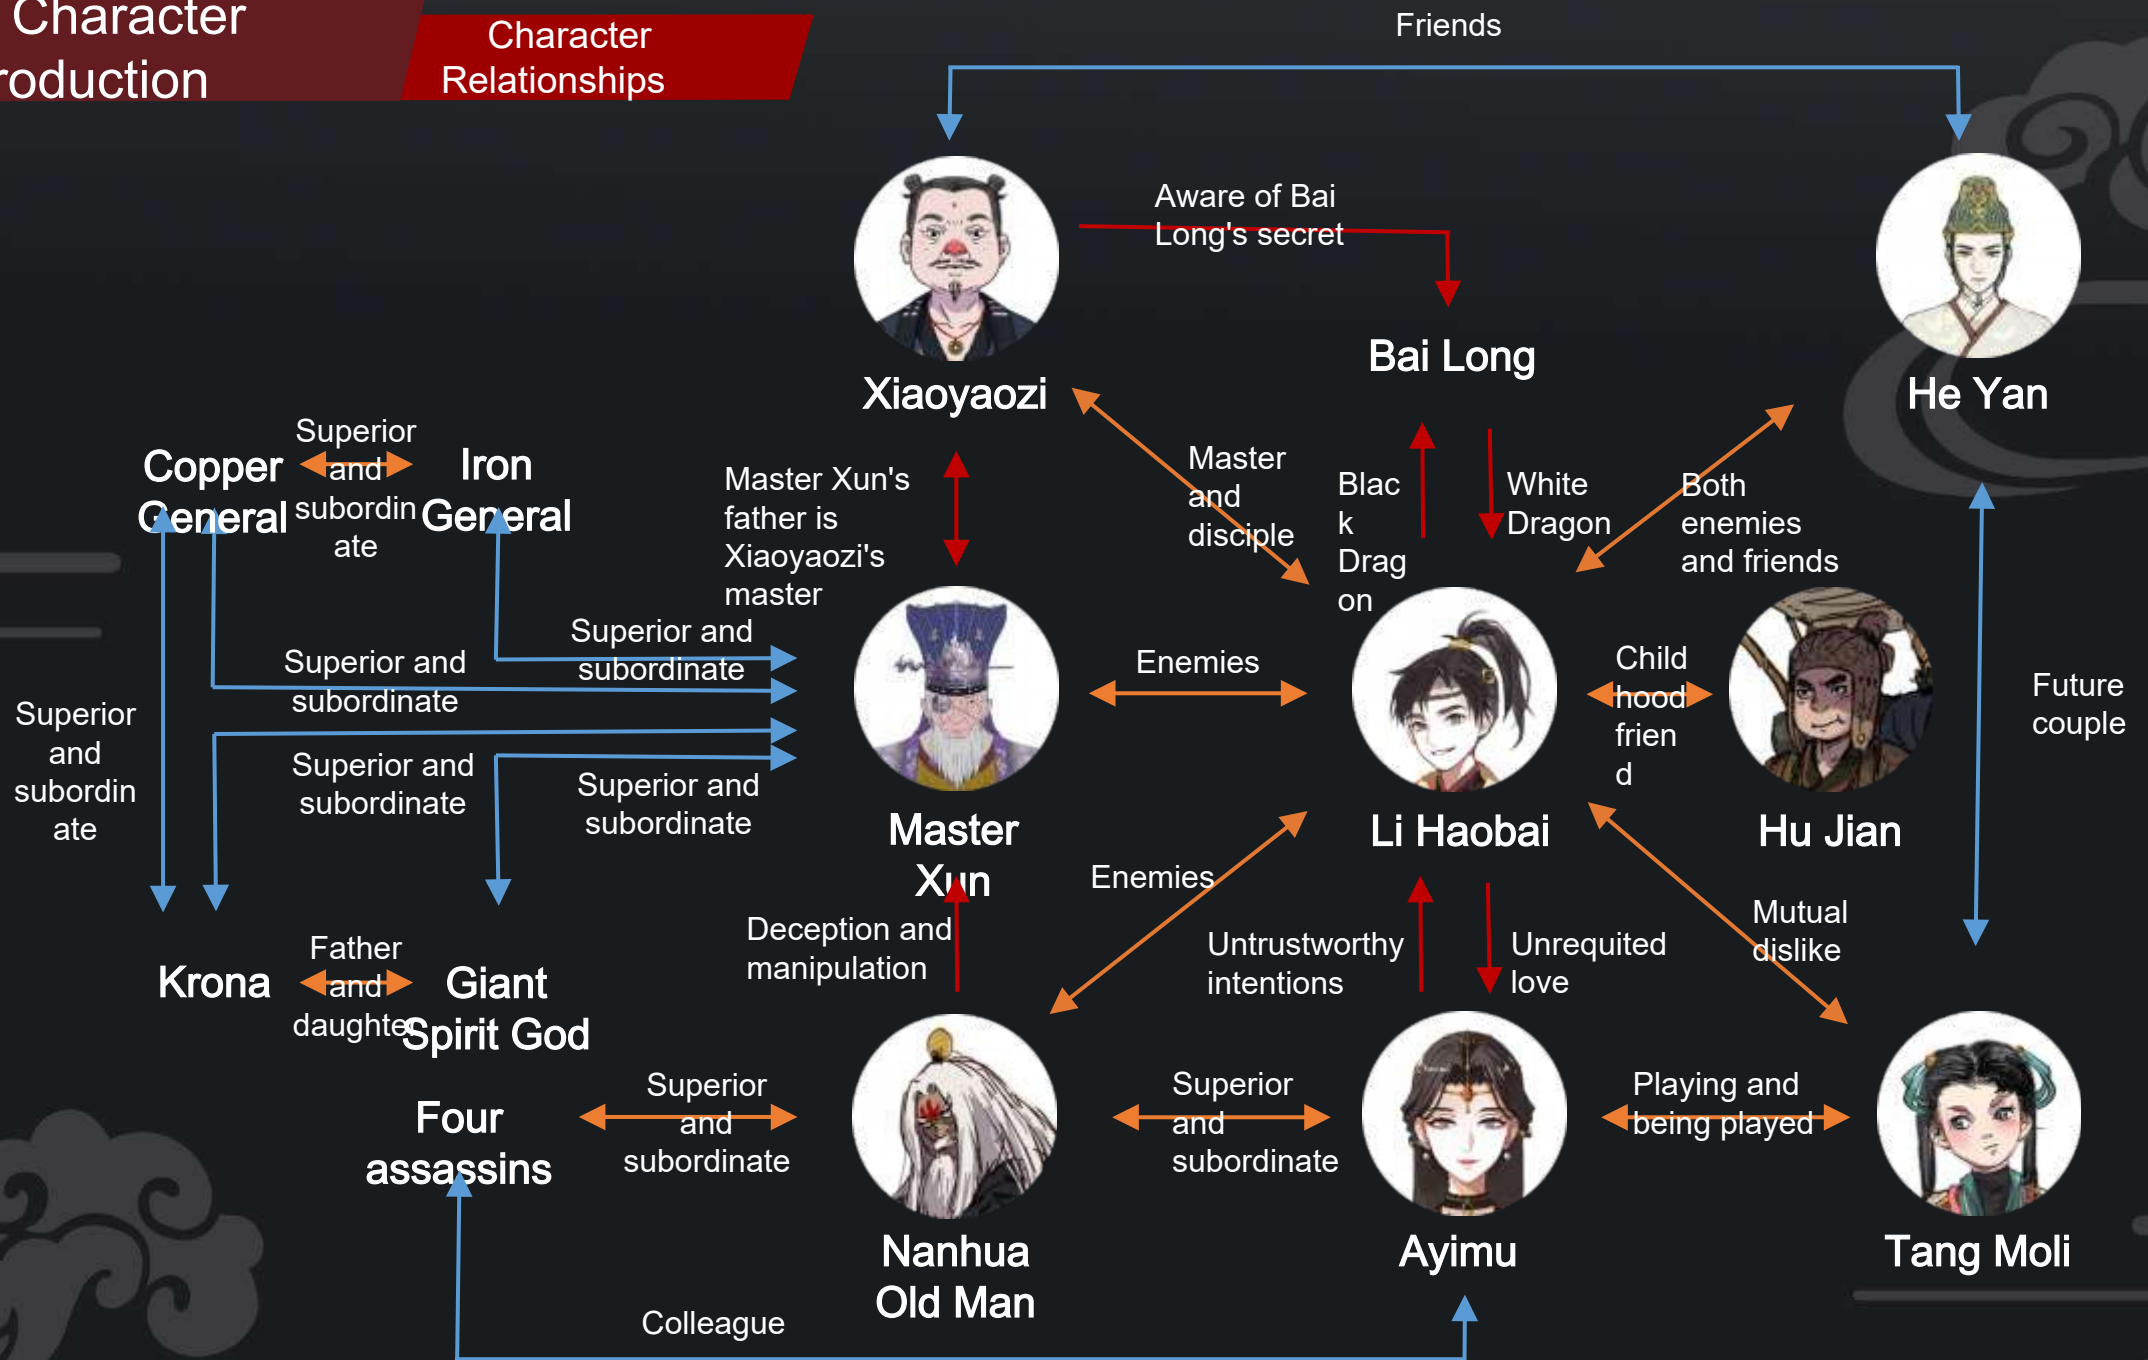 Character
roduction
Character
Relationships
Friends
Aware of Bai
Long's secret
Bai Long
Xiaoyaozi
He Yan
Copper
General
Superior
and
subordin
ate
Iron
General
Master Xun's
father is
Xiaoyaozi's
master
Master
and
disciple
Blac
k
Drag
on
White
Dragon
Both
enemies
and friends
Superior and
subordinate
Superior and
subordinate
Superior
and
subordin
ate
Superior and
subordinate
Superior and
subordinate
Enemies
Child
hood
frien
d
Future
couple
Master
Xun
Li Haobai
Hu Jian
Enemies
Deception and
manipulation
Untrustworthy
intentions
Unrequited
love
Mutual
dislike
Krona
Father
and
daughter
Giant
Spirit God
Four
assassins
Superior
and
subordinate
Superior
and
subordinate
Playing and
being played
Nanhua
Old Man
Ayimu
Tang Moli
Colleague